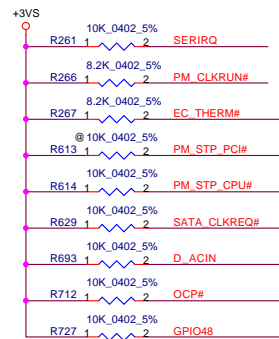 +3VS
10K_0402_5%
R261 1 2 SERIRQ
8.2K_0402_5%
R266 1 2 PM_CLKRUN#
8.2K_0402_5%
R267 1 2 EC_THERM#
@ 10K_0402_5%
R613 1 2 PM_STP_PCI#
10K_0402_5%
R614 1 2 PM_STP_CPU#
10K_0402_5%
R629 1 2 SATA_CLKREQ#
10K_0402_5%
R693 1 2 D_ACIN
10K_0402_5%
R712 1 2 OCP#
10K_0402_5%
R727 1 2 GPIO48